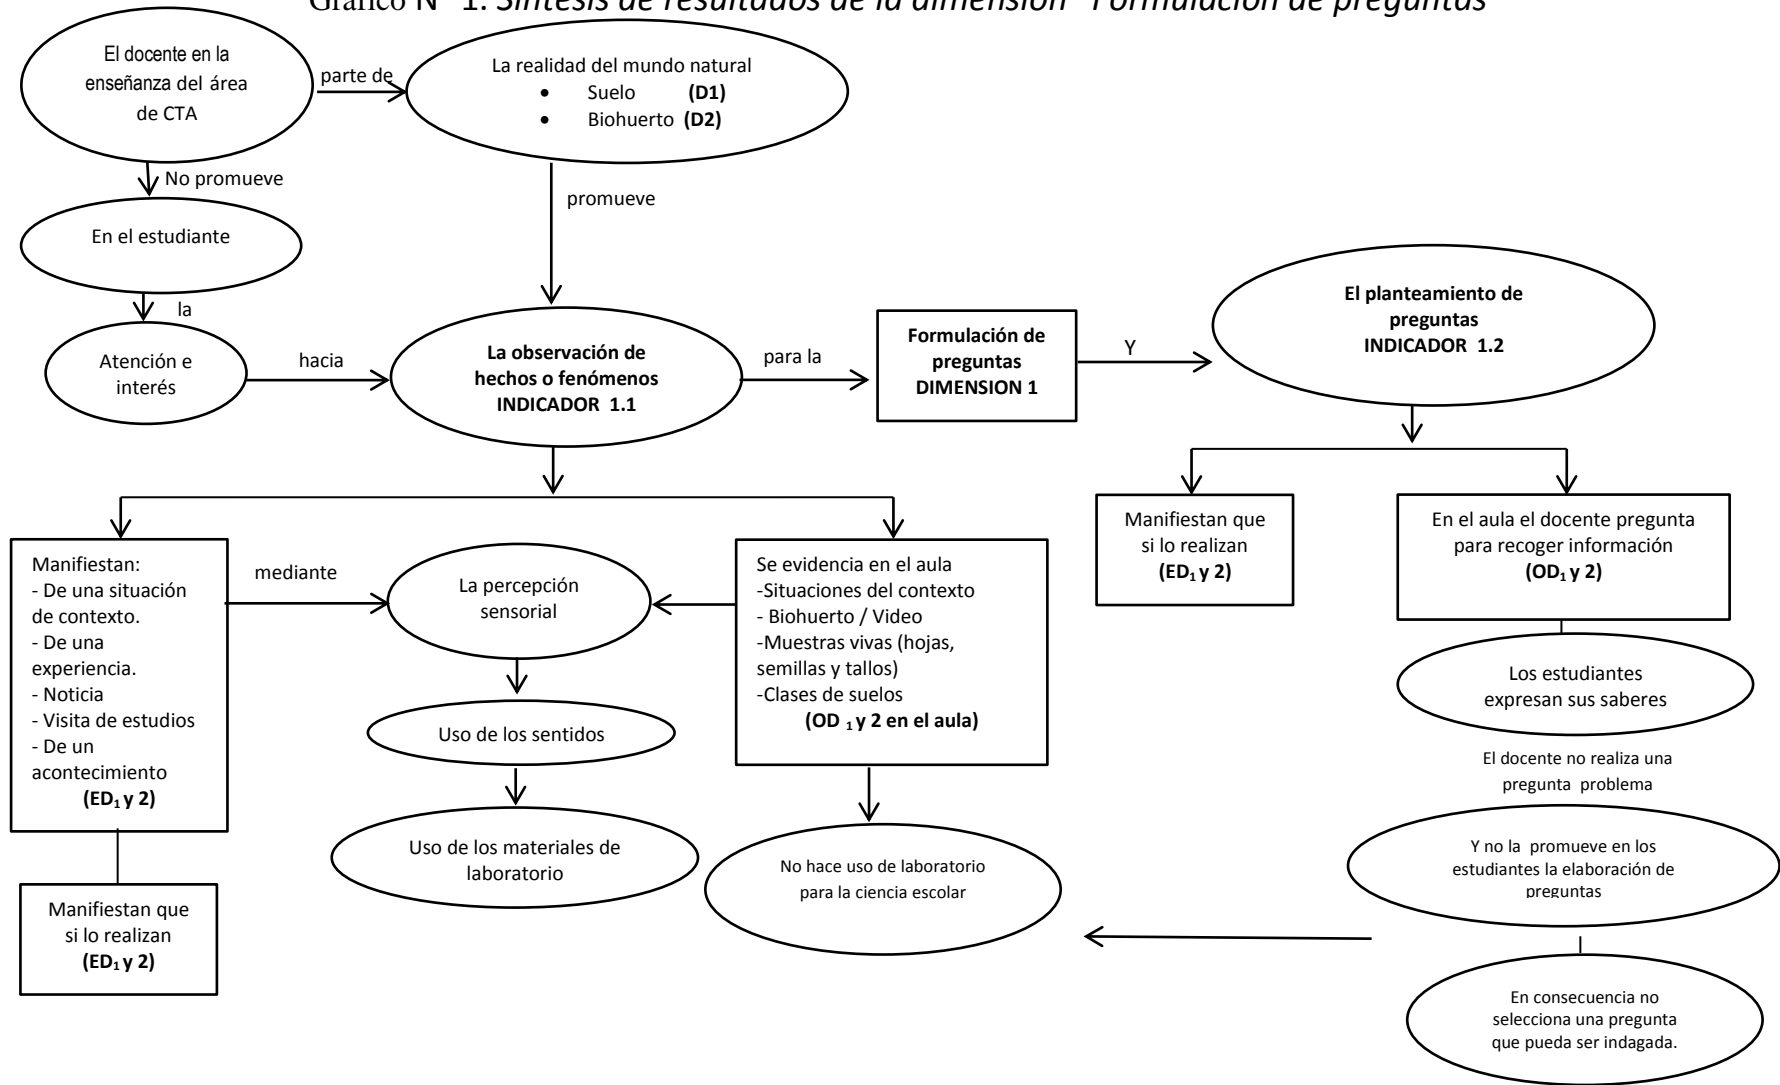 Gráfico N° 1: Síntesis de resultados de la dimensión "Formulación de preguntas"
El docente en la
enseñanza del área
de CTA
parte de
La realidad del mundo natural
• Suelo (D1)
• Biohuerto (D2)
No promueve
promueve
En el estudiante
la
Atención e
interés
hacia
La observación de
hechos o fenómenos
INDICADOR 1.1
para la
Formulación de
preguntas
DIMENSION 1
Y
El planteamiento de
preguntas
INDICADOR 1.2
Manifiestan:
- De una situación
de contexto.
- De una
experiencia.
- Noticia
- Visita de estudios
- De un
acontecimiento
(ED₁ y 2)
mediante
La percepción
sensorial
Se evidencia en el aula
-Situaciones del contexto
- Biohuerto / Video
-Muestras vivas (hojas,
semillas y tallos)
-Clases de suelos
(OD ₁ y 2 en el aula)
Manifiestan que
si lo realizan
(ED₁ y 2)
En el aula el docente pregunta
para recoger información
(OD₁ y 2)
Uso de los sentidos
Los estudiantes
expresan sus saberes
El docente no realiza una
pregunta problema
Uso de los materiales de
laboratorio
No hace uso de laboratorio
para la ciencia escolar
Y no la promueve en los
estudiantes la elaboración de
preguntas
Manifiestan que
si lo realizan
(ED₁ y 2)
En consecuencia no
selecciona una pregunta
que pueda ser indagada.